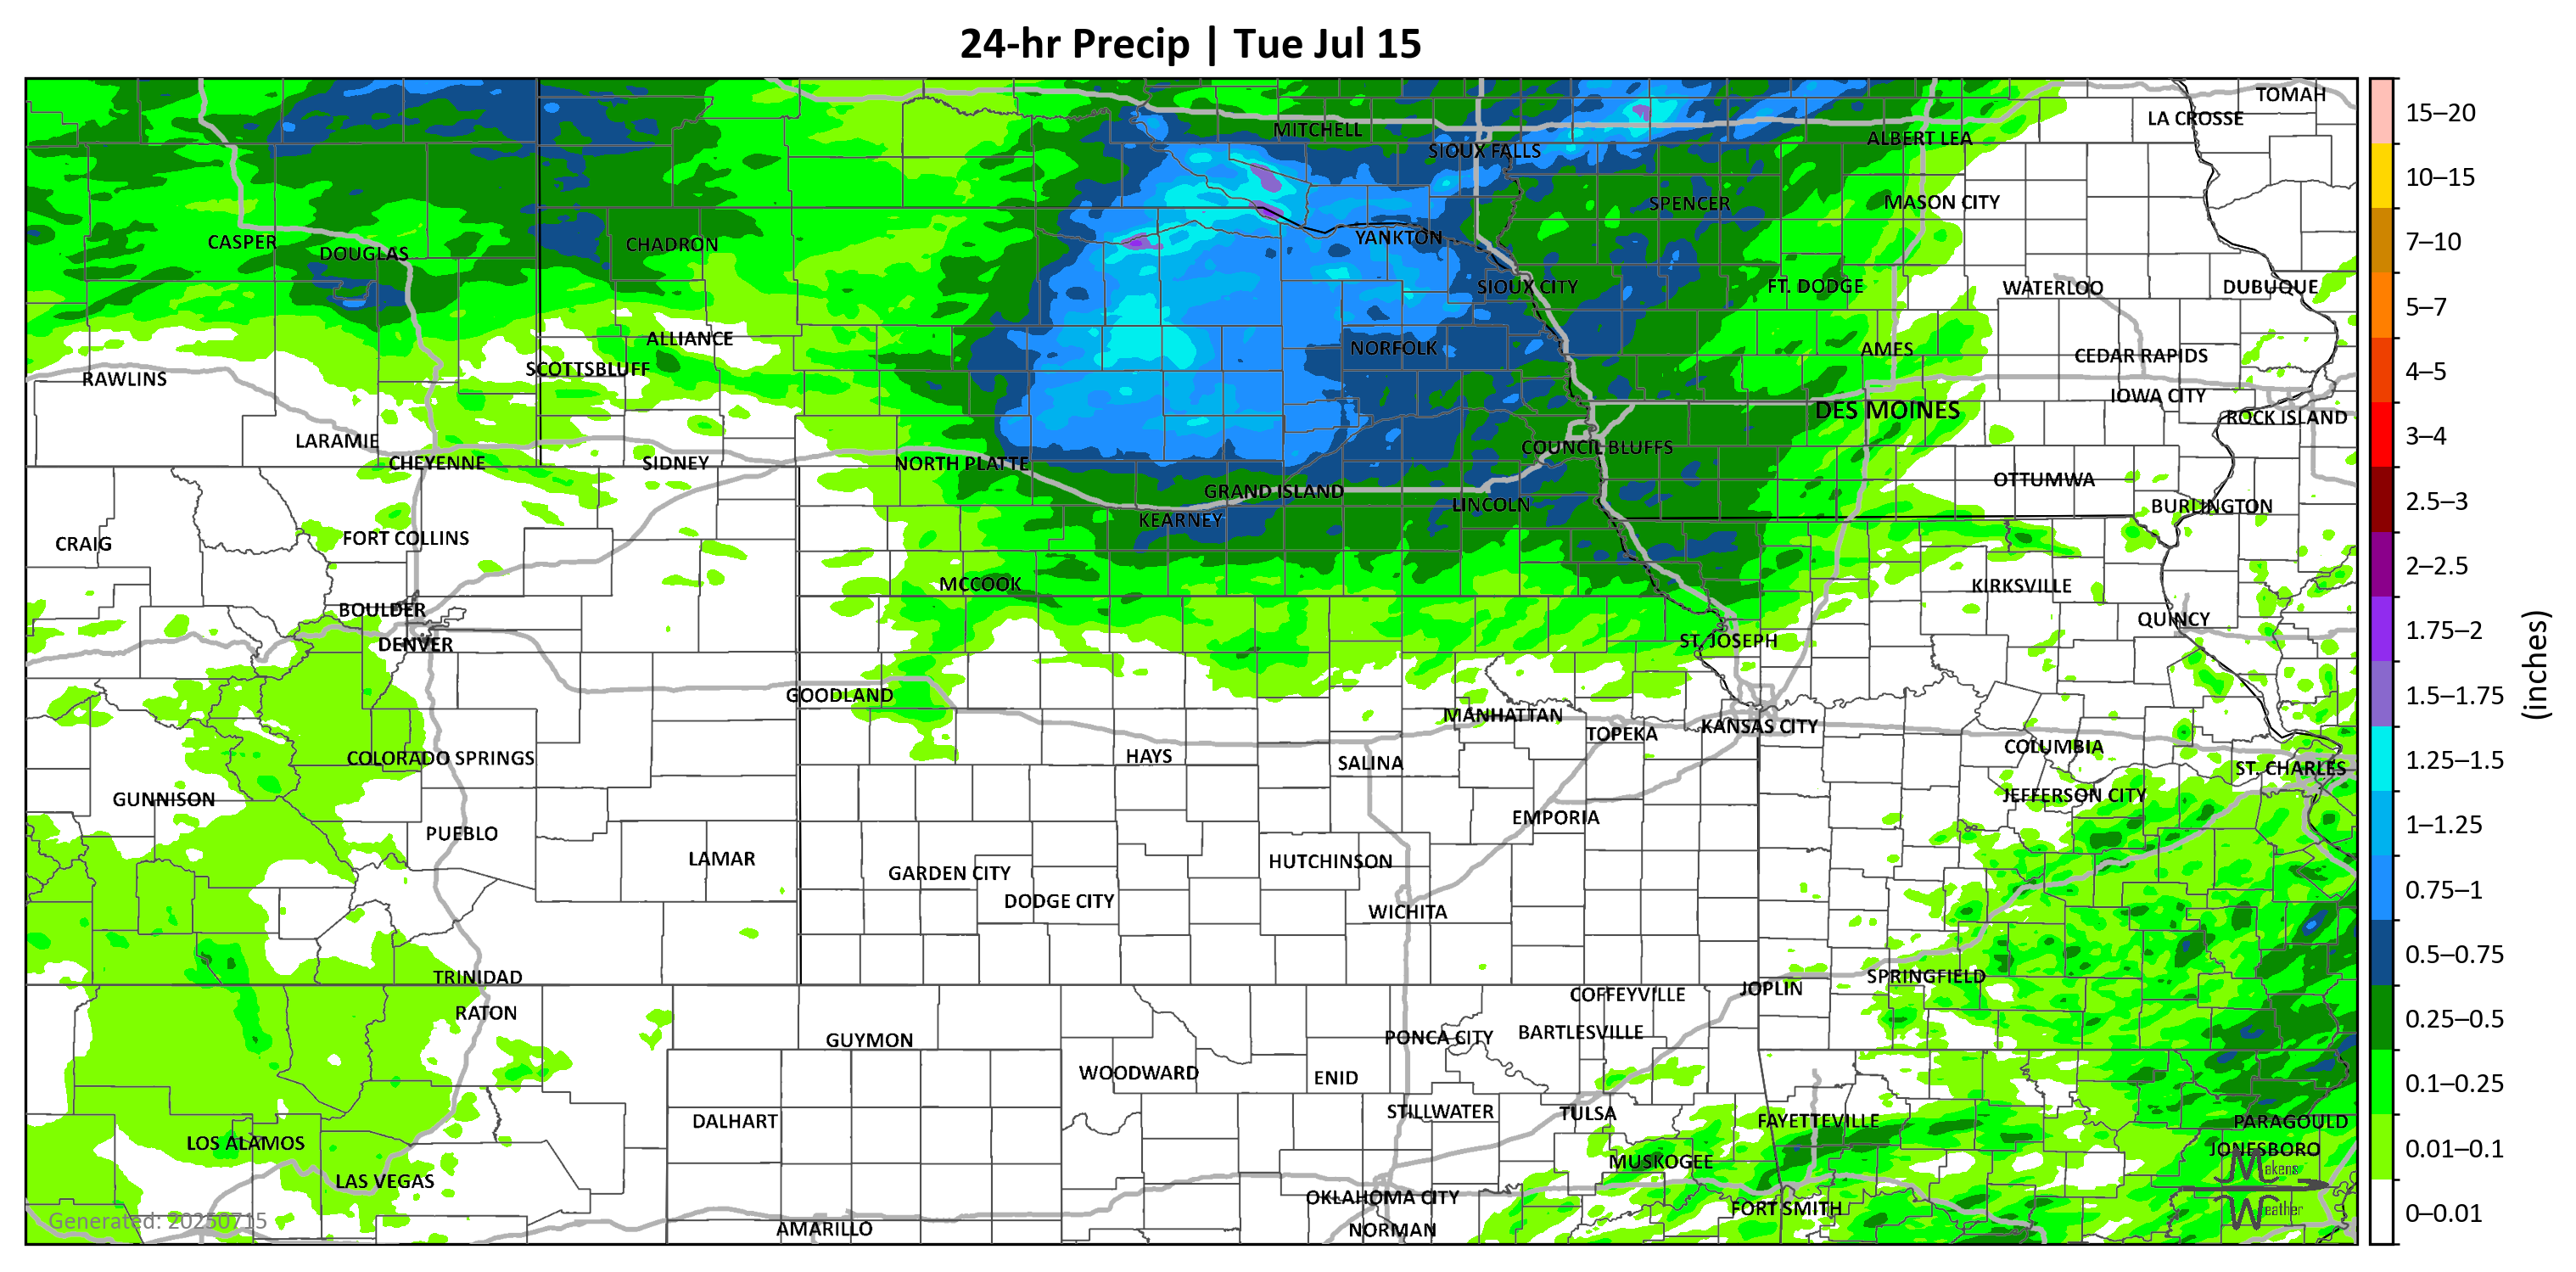 24-hr Precip | Tue Jul 15
TOMAH
LA CROSSE
MITCHELL
ALBERT LEA
SIOUX FALLS
SPENCER
MASON CITY
CASPER
DOUGLAS
CHADRON
YANKTON
SIOUX CITY
FT. DODGE
WATERLOO
DUBUQUE
ALLIANCE
SCOTTSBLUFF
NORFOLK
AMES
CEDAR RAPIDS
RAWLINS
IOWA CITY
DES MOINES
ROCK ISLAND
LARAMIE
CHEYENNE
SIDNEY
NORTH PLATTE
COUNCIL BLUFFS
GRAND ISLAND
LINCOLN
OTTUMWA
BURLINGTON
KEARNEY
CRAIG
FORT COLLINS
MCCOOK
KIRKSVILLE
BOULDER
QUINCY
DENVER
ST. JOSEPH
GOODLAND
MANHATTAN
TOPEKA
KANSAS CITY
COLORADO SPRINGS
HAYS
SALINA
COLUMBIA
ST. CHARLES
GUNNISON
JEFFERSON CITY
PUEBLO
EMPORIA
LAMAR
GARDEN CITY
HUTCHINSON
DODGE CITY
WICHITA
TRINIDAD
SPRINGFIELD
JOPLIN
COFFEYVILLE
RATON
GUYMON
PONCA CITY
BARTLESVILLE
WOODWARD
ENID
DALHART
STILLWATER
TULSA
FAYETTEVILLE
PARAGOULD
LOS ALAMOS
JONESBORO
MUSKOGEE
LAS VEGAS
OKLAHOMA CITY
FORT SMITH
AMARILLO
NORMAN
Generated: 20250715
Makens
Weather
15–20
10–15
7–10
5–7
4–5
3–4
2.5–3
2–2.5
1.75–2
1.5–1.75
1.25–1.5
1–1.25
0.75–1
0.5–0.75
0.25–0.5
0.1–0.25
0.01–0.1
0–0.01
(inches)